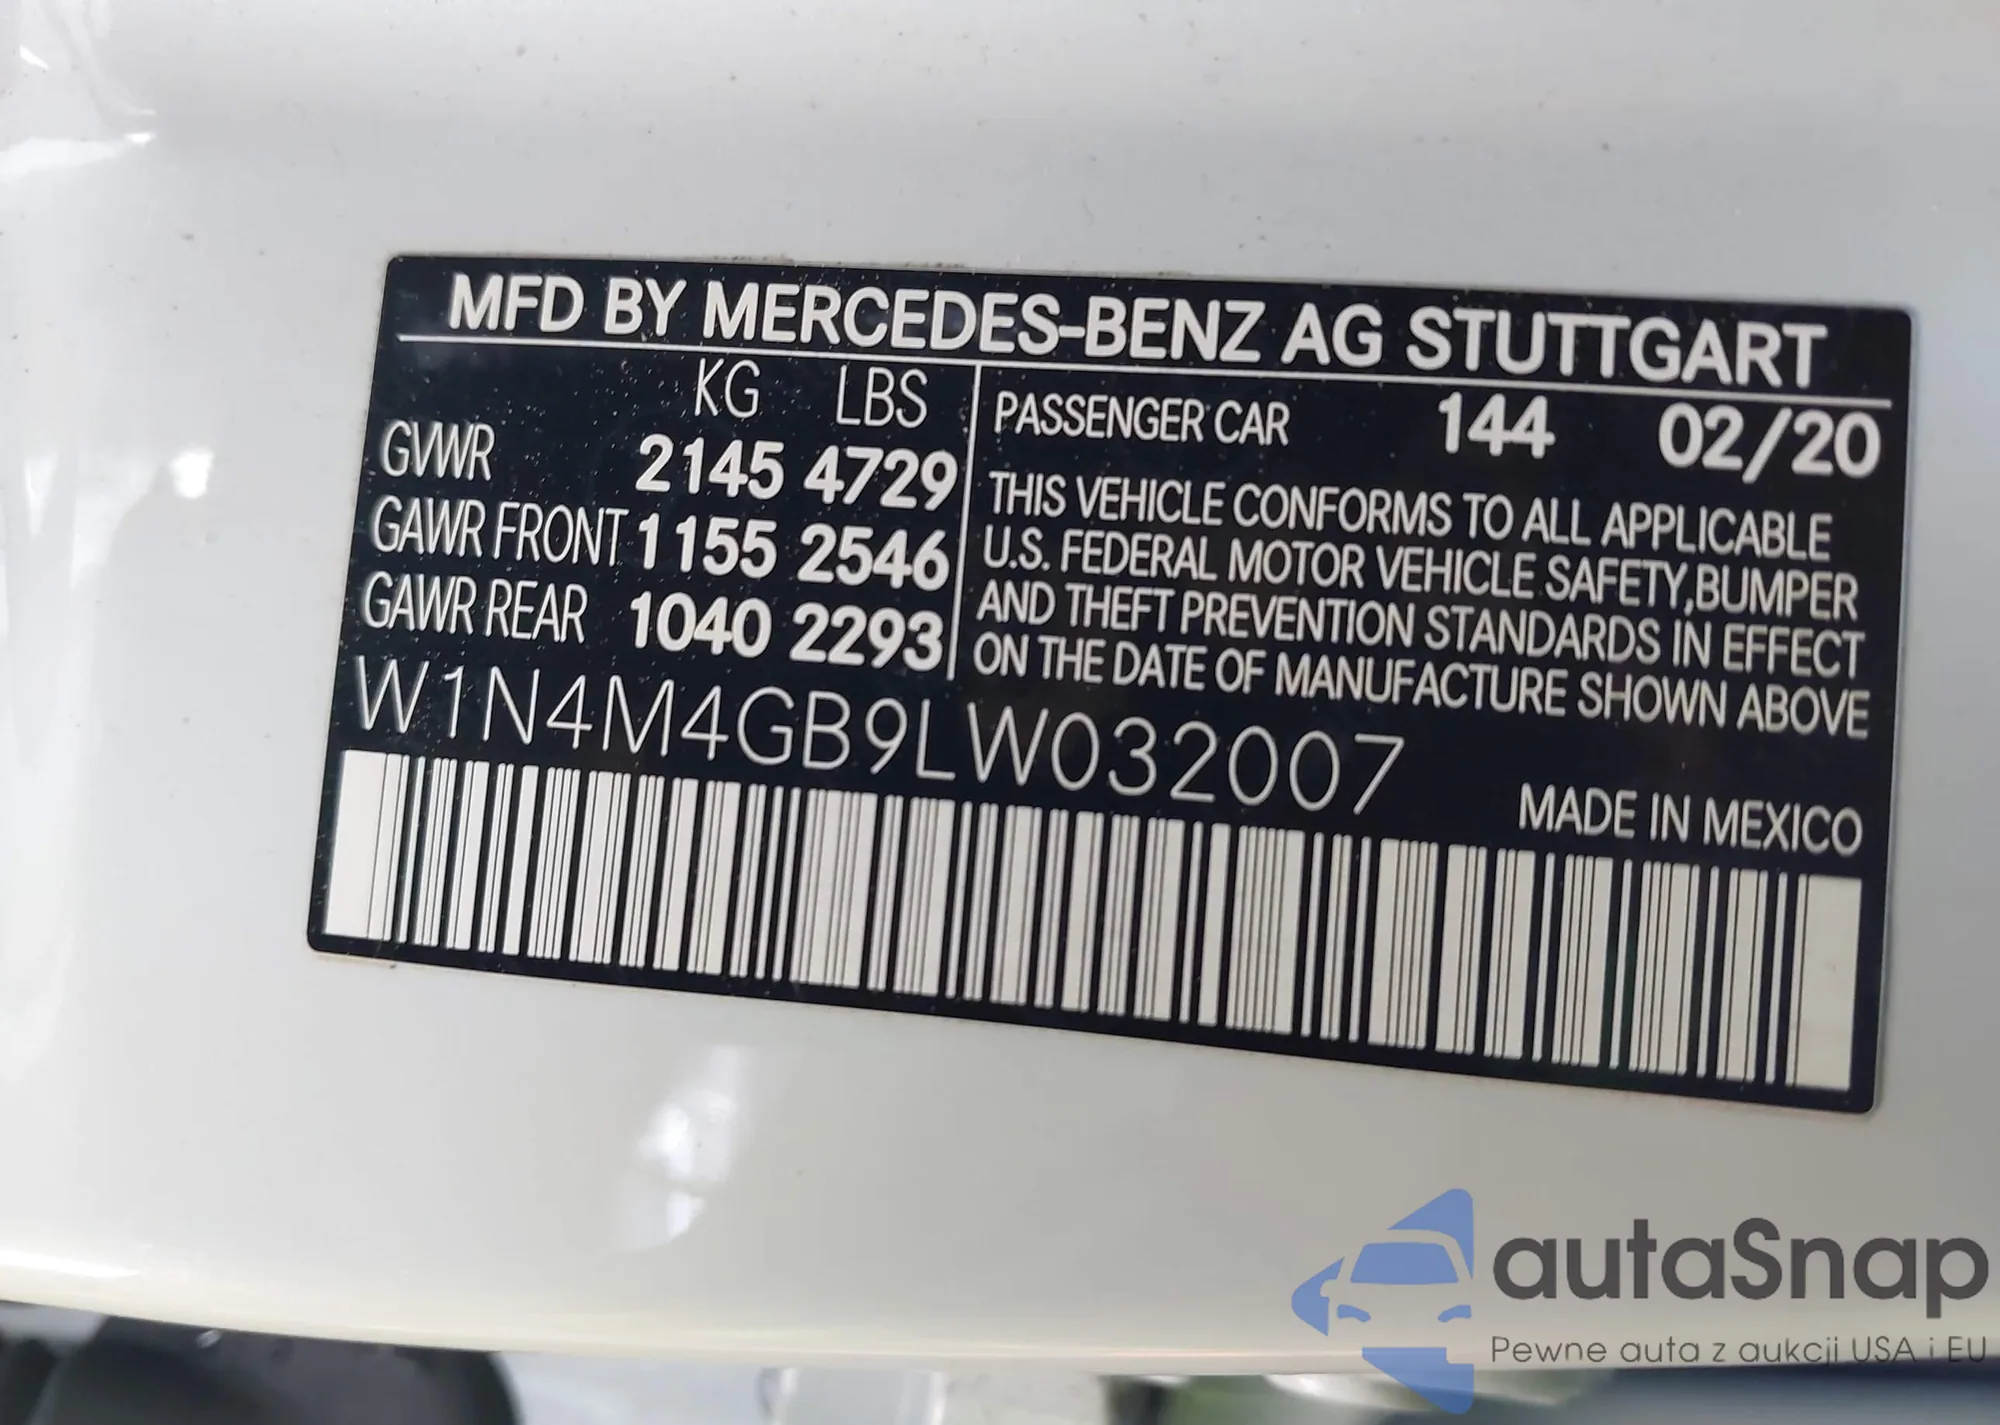 MFD BY MERCEDES-BENZ AG STUTTGART
KG LBS
GVWR 2145 4729
GAWR FRONT 1155 2546
GAWR REAR 1040 2293
PASSENGER CAR 144 02/20
THIS VEHICLE CONFORMS TO ALL APPLICABLE
U.S. FEDERAL MOTOR VEHICLE SAFETY,BUMPER
AND THEFT PREVENTION STANDARDS IN EFFECT
ON THE DATE OF MANUFACTURE SHOWN ABOVE
W1N4M4GB9LW032007
MADE IN MEXICO
autaSnap
Pewne auta z aukcji USA i EU